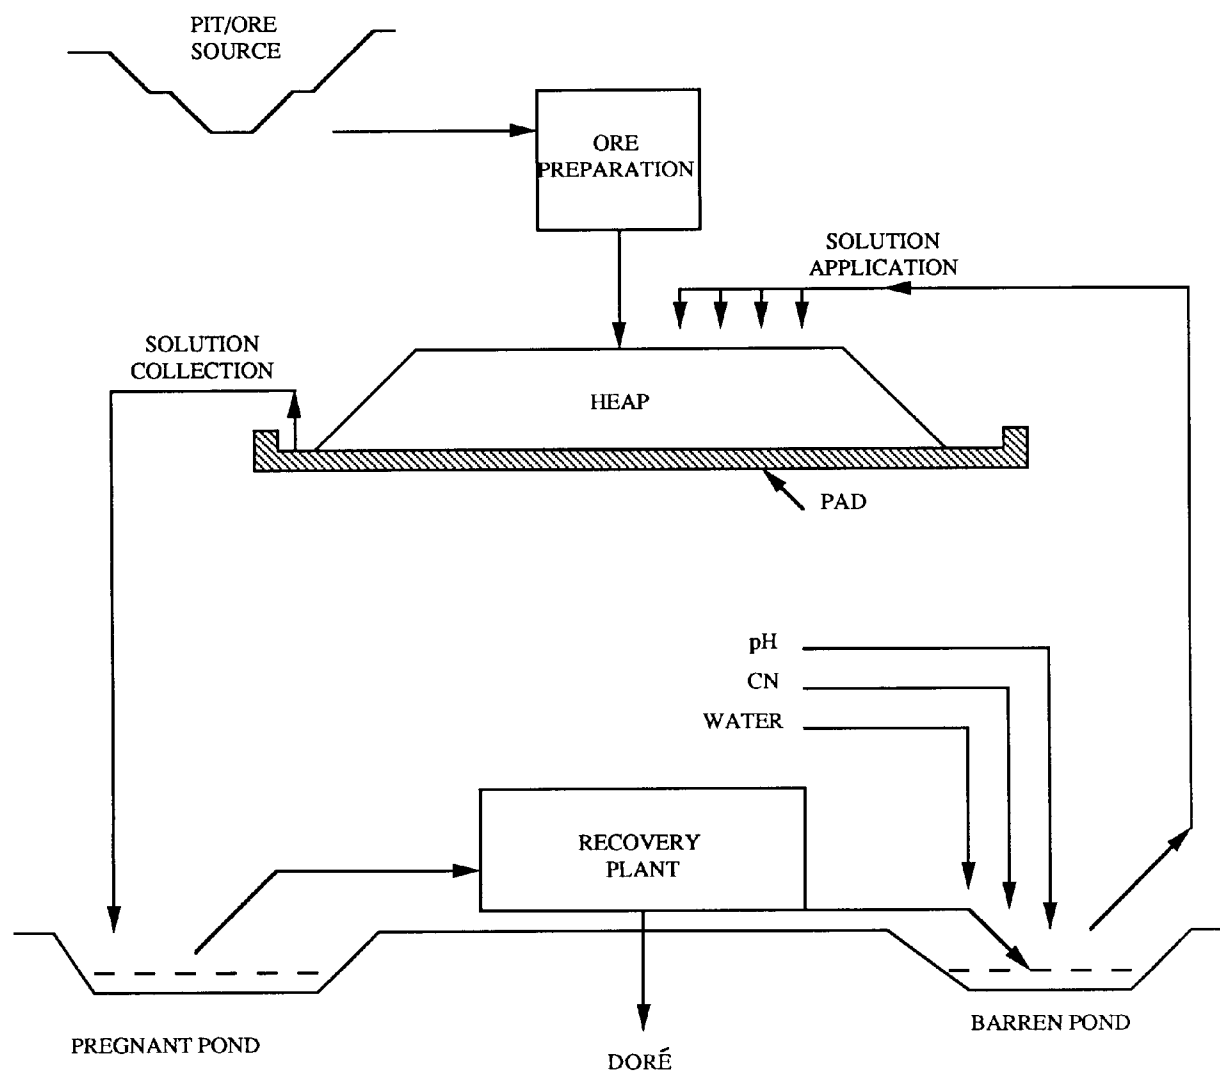 PIT/ORE
SOURCE
ORE
PREPARATION
SOLUTION
APPLICATION
SOLUTION
COLLECTION
HEAP
PAD
pH
CN
WATER
RECOVERY
PLANT
BARREN POND
PREGNANT POND
DORÉ